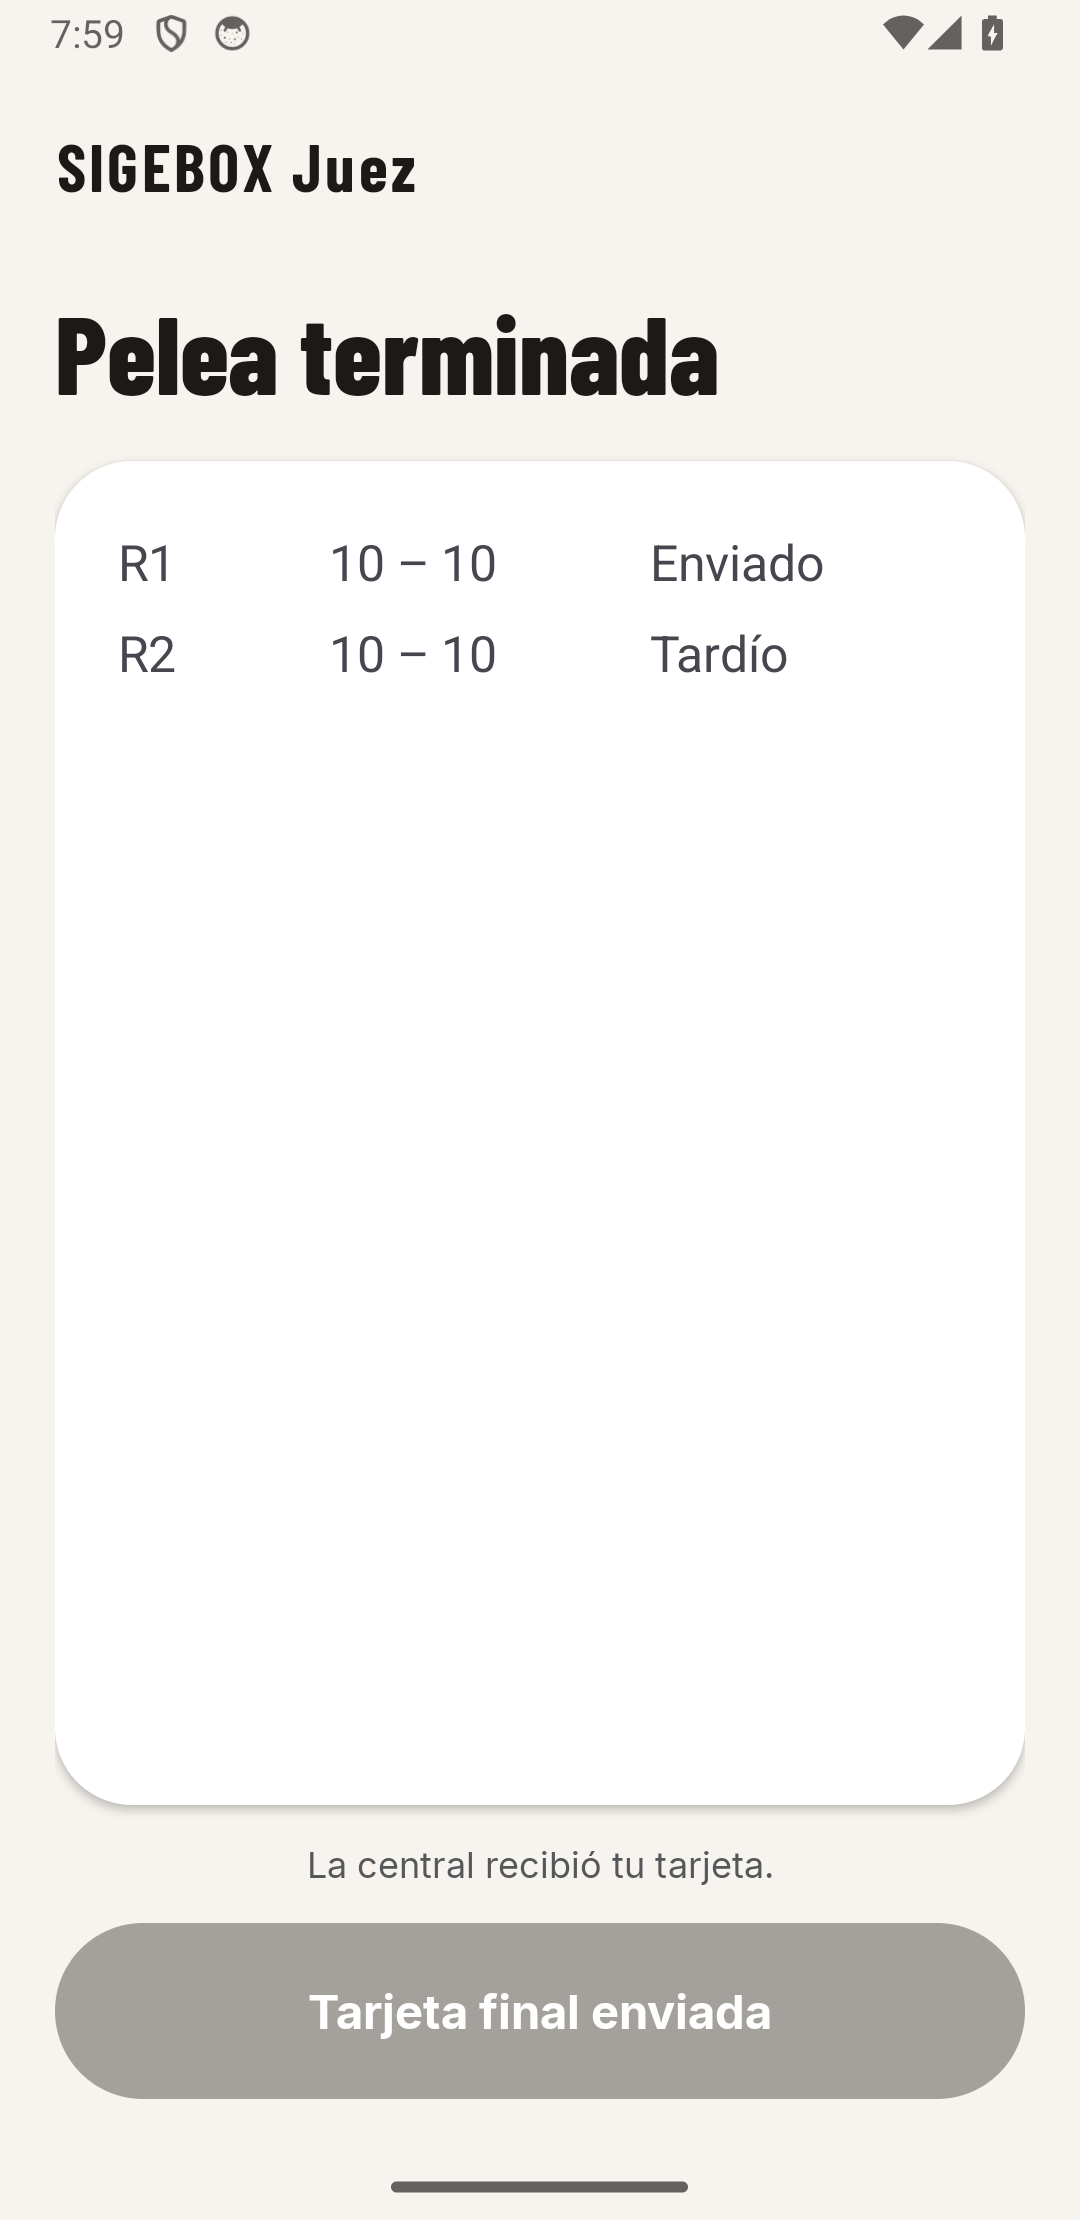 7:59
SIGEBOX Juez
Pelea terminada
R1 10 – 10 Enviado
R2 10 – 10 Tardío
La central recibió tu tarjeta.
Tarjeta final enviada